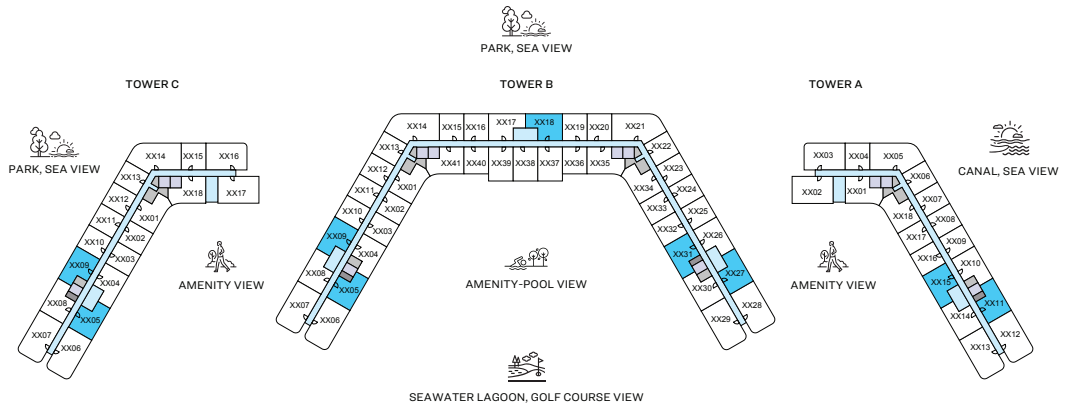 PARK, SEA VIEW
TOWER C
TOWER B
TOWER A
PARK, SEA VIEW
CANAL, SEA VIEW
AMENITY VIEW
AMENITY-POOL VIEW
AMENITY VIEW
SEAWATER LAGOON, GOLF COURSE VIEW
XX14
XX15
XX16
XX13
XX18
XX17
XX12
XX01
XX11
XX02
XX10
XX03
XX09
XX04
XX08
XX05
XX07
XX06
XX14
XX15
XX16
XX17
XX18
XX19
XX20
XX21
XX13
XX41
XX40
XX39
XX38
XX37
XX36
XX35
XX22
XX12
XX01
XX34
XX23
XX11
XX02
XX33
XX24
XX10
XX03
XX32
XX25
XX09
XX04
XX31
XX26
XX08
XX05
XX30
XX27
XX07
XX06
XX29
XX28
XX03
XX04
XX05
XX02
XX01
XX06
XX18
XX07
XX17
XX08
XX16
XX09
XX15
XX10
XX14
XX11
XX13
XX12